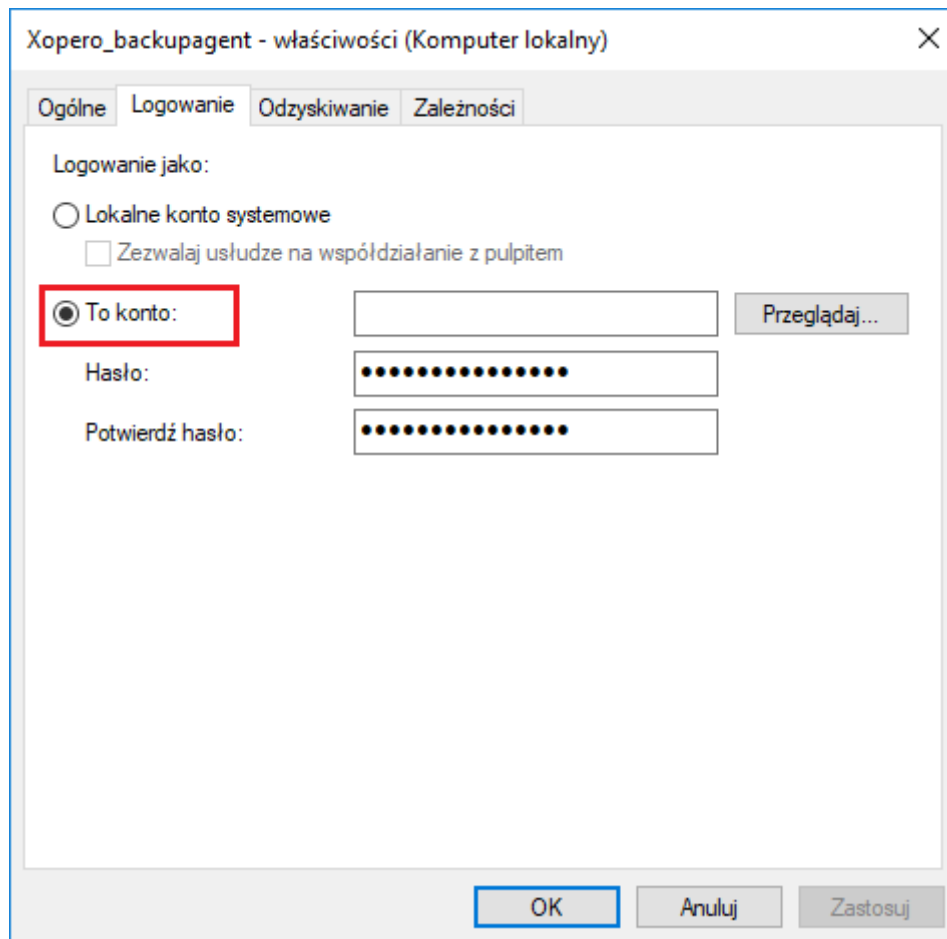 Xopero_backupagent - właściwości (Komputer lokalny)
Ogólne Logowanie Odzyskiwanie Zależności
Logowanie jako:
Lokalne konto systemowe
Zezwalaj usłudze na współdziałanie z pulpitem
To konto: Przeglądaj...
Hasło: •••••••••••••••
Potwierdź hasło: •••••••••••••••
OK Anuluj Zastosuj